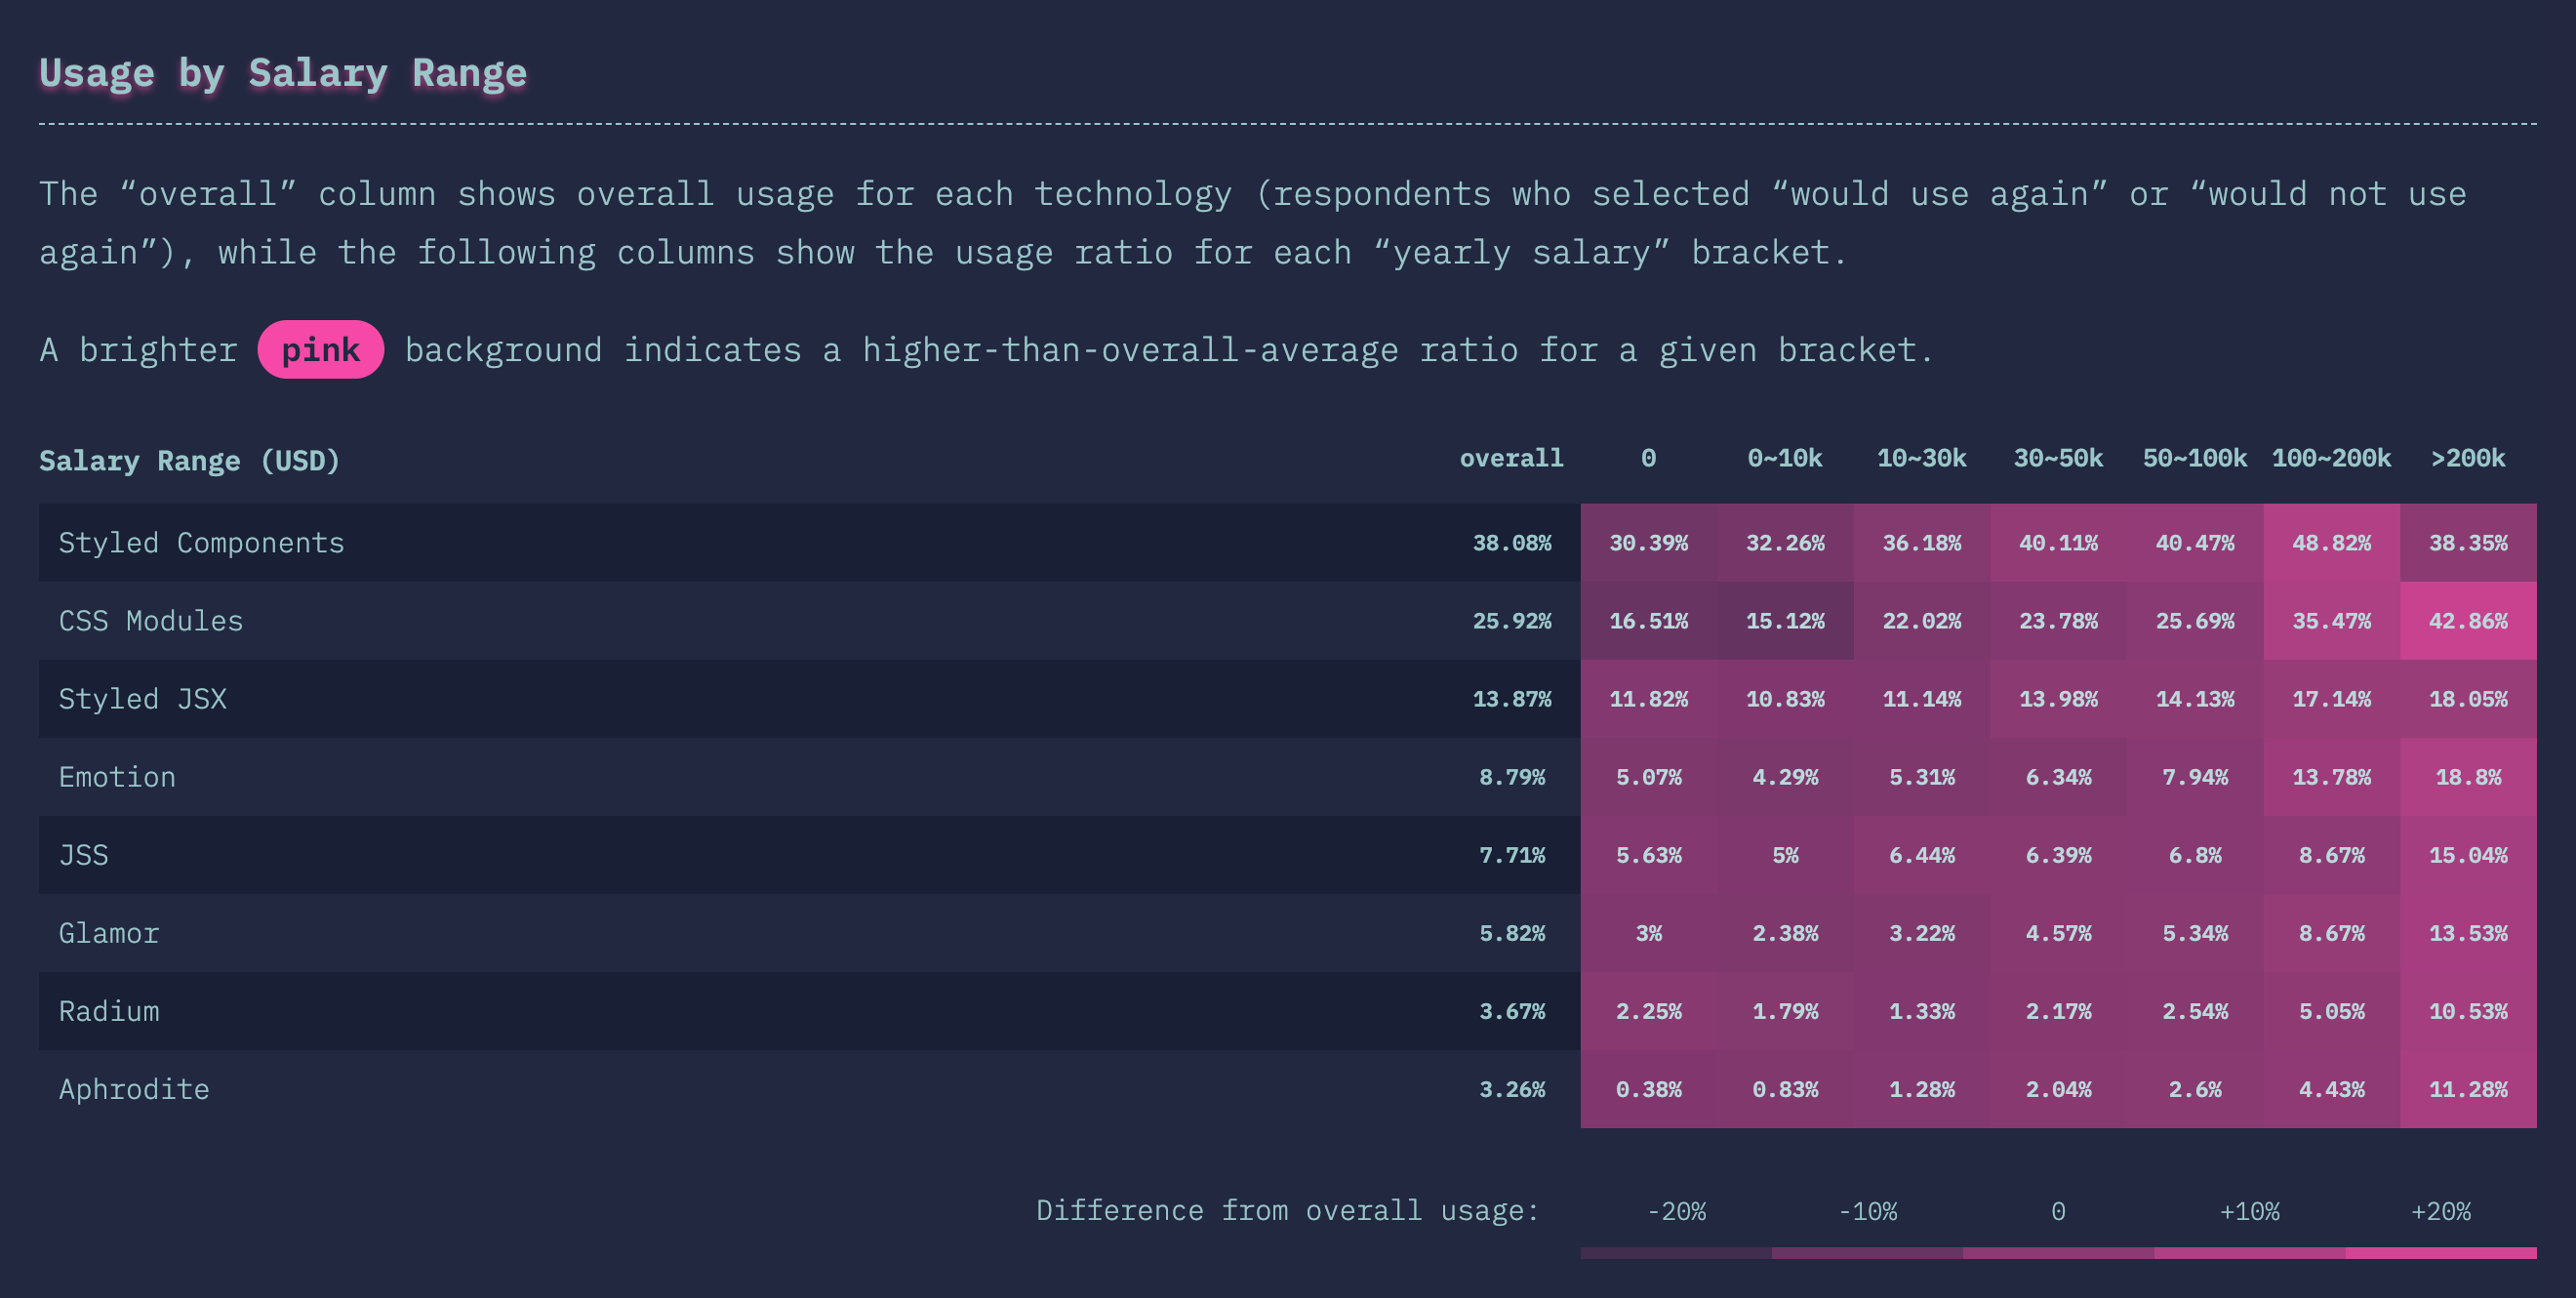 Usage by Salary Range
The “overall” column shows overall usage for each technology (respondents who selected “would use again” or “would not use
again”), while the following columns show the usage ratio for each “yearly salary” bracket.
A brighter pink background indicates a higher-than-overall-average ratio for a given bracket.
Salary Range (USD) overall 0 0~10k 10~30k 30~50k 50~100k 100~200k >200k
Styled Components 38.08% 30.39% 32.26% 36.18% 40.11% 40.47% 48.82% 38.35%
CSS Modules 25.92% 16.51% 15.12% 22.02% 23.78% 25.69% 35.47% 42.86%
Styled JSX 13.87% 11.82% 10.83% 11.14% 13.98% 14.13% 17.14% 18.05%
Emotion 8.79% 5.07% 4.29% 5.31% 6.34% 7.94% 13.78% 18.8%
JSS 7.71% 5.63% 5% 6.44% 6.39% 6.8% 8.67% 15.04%
Glamor 5.82% 3% 2.38% 3.22% 4.57% 5.34% 8.67% 13.53%
Radium 3.67% 2.25% 1.79% 1.33% 2.17% 2.54% 5.05% 10.53%
Aphrodite 3.26% 0.38% 0.83% 1.28% 2.04% 2.6% 4.43% 11.28%
Difference from overall usage: -20% -10% 0 +10% +20%